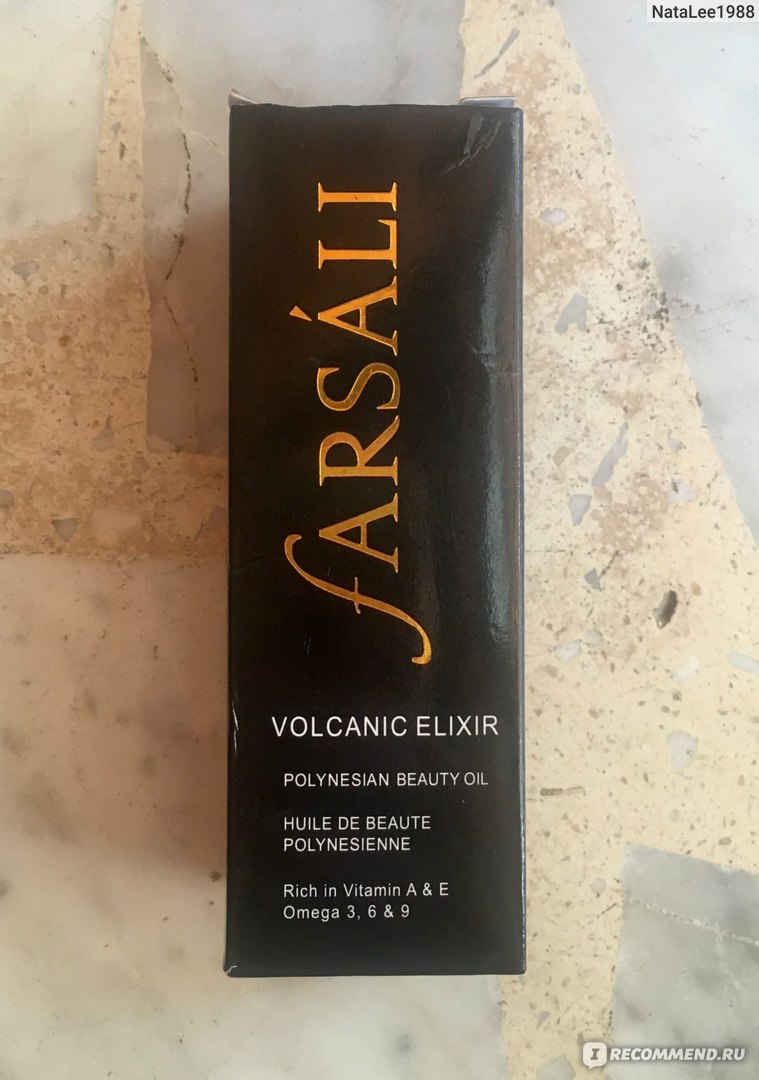 NataLee1988
fARSÁLI
VOLCANIC ELIXIR
POLYNESIAN BEAUTY OIL
HUILE DE BEAUTE
POLYNESIENNE
Rich in Vitamin A & E
Omega 3, 6 & 9
I RECOMMEND.RU